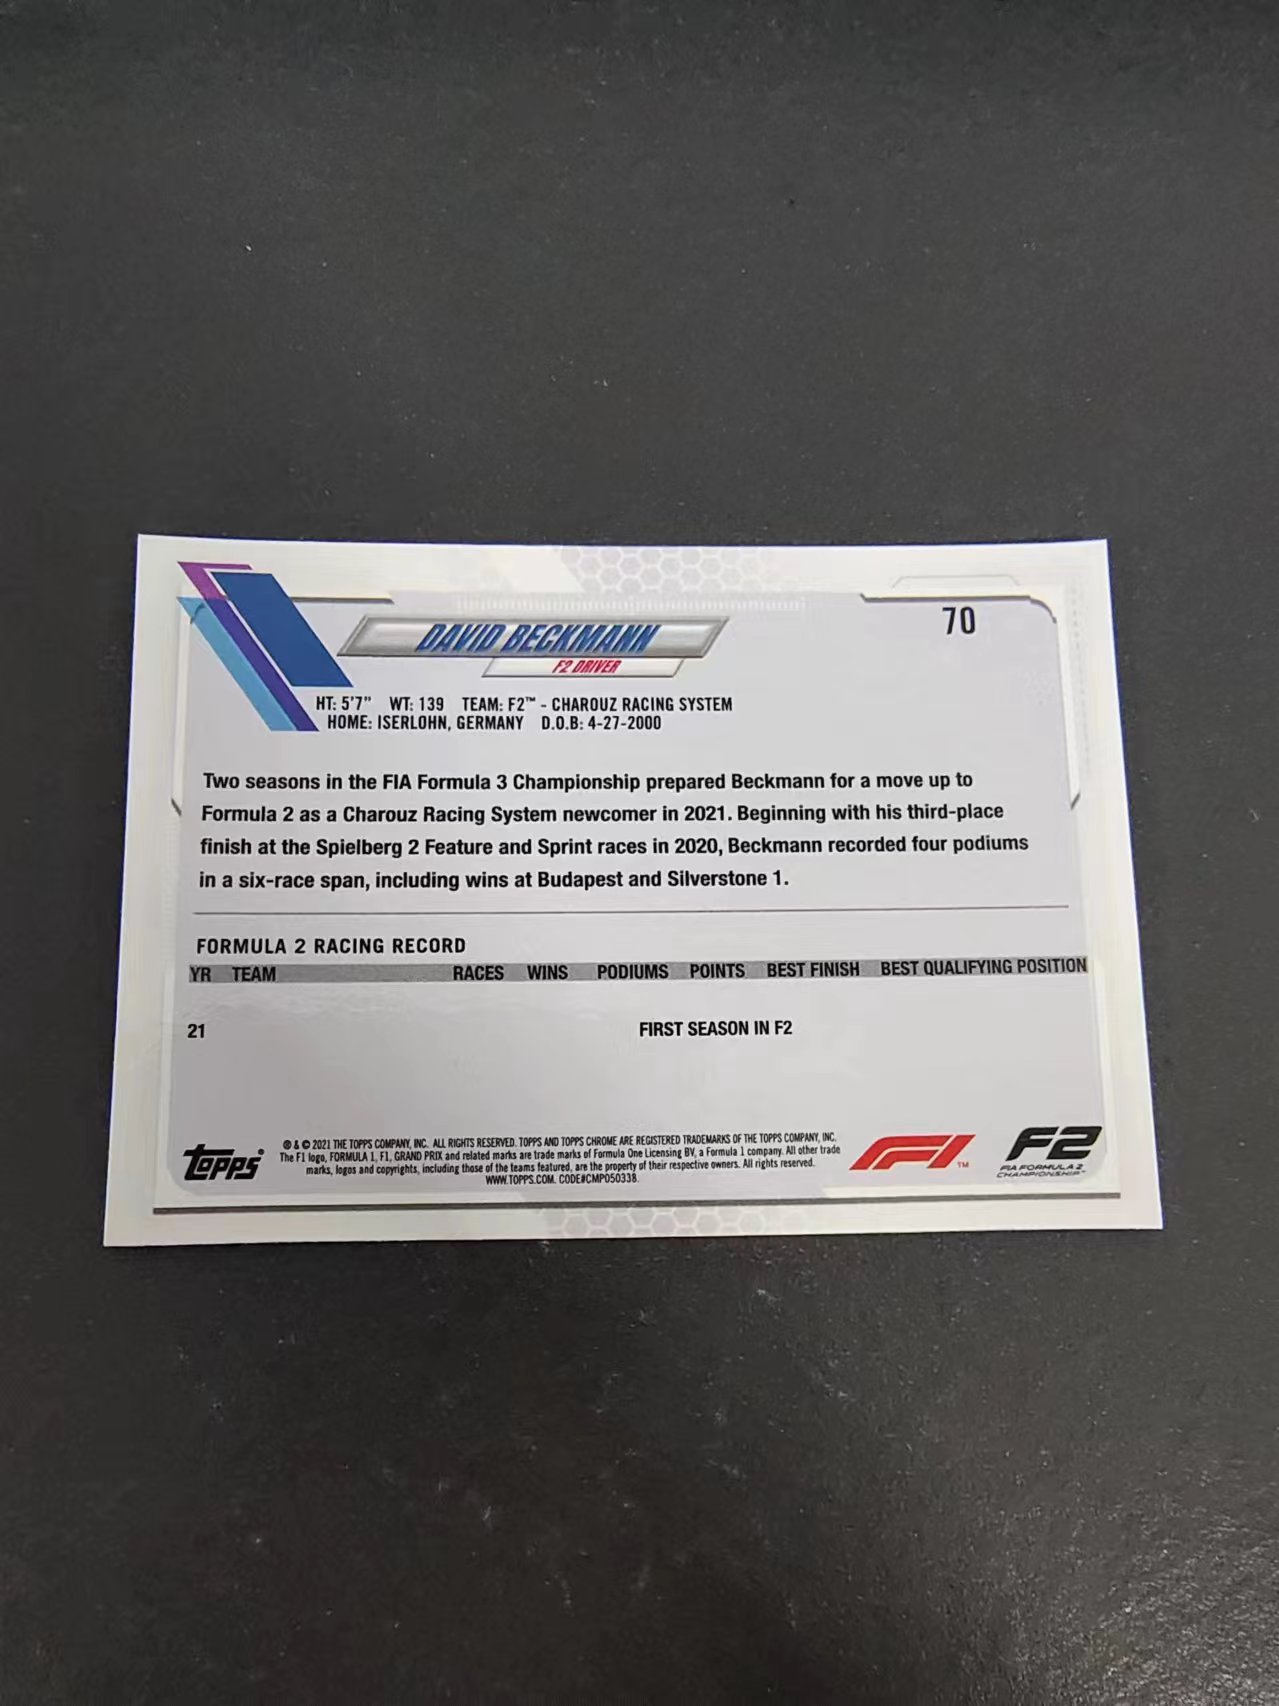 70
DAVID BECKMANN
F2 DRIVER
HT: 5'7" WT: 139 TEAM: F2™ - CHAROUZ RACING SYSTEM
HOME: ISERLOHN, GERMANY D.O.B: 4-27-2000
Two seasons in the FIA Formula 3 Championship prepared Beckmann for a move up to
Formula 2 as a Charouz Racing System newcomer in 2021. Beginning with his third-place
finish at the Spielberg 2 Feature and Sprint races in 2020, Beckmann recorded four podiums
in a six-race span, including wins at Budapest and Silverstone 1.
FORMULA 2 RACING RECORD
YR TEAM RACES WINS PODIUMS POINTS BEST FINISH BEST QUALIFYING POSITION
21 FIRST SEASON IN F2
topps
® & © 2021 THE TOPPS COMPANY, INC. ALL RIGHTS RESERVED. TOPPS AND TOPPS CHROME ARE REGISTERED TRADEMARKS OF THE TOPPS COMPANY, INC.
The F1 logo, FORMULA 1, F1, GRAND PRIX and related marks are trade marks of Formula One Licensing BV, a Formula 1 company. All other trade
marks, logos and copyrights, including those of the teams featured, are the property of their respective owners. All rights reserved.
WWW.TOPPS.COM. CODE#CMP050338.
F1™
F2
FIA FORMULA 2
CHAMPIONSHIP™